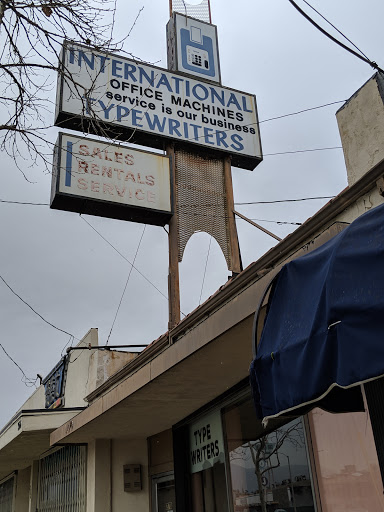 INTERNATIONAL
OFFICE MACHINES
service is our business
TYPEWRITERS
SALES
RENTALS
SERVICE
TYPE
WRITERS